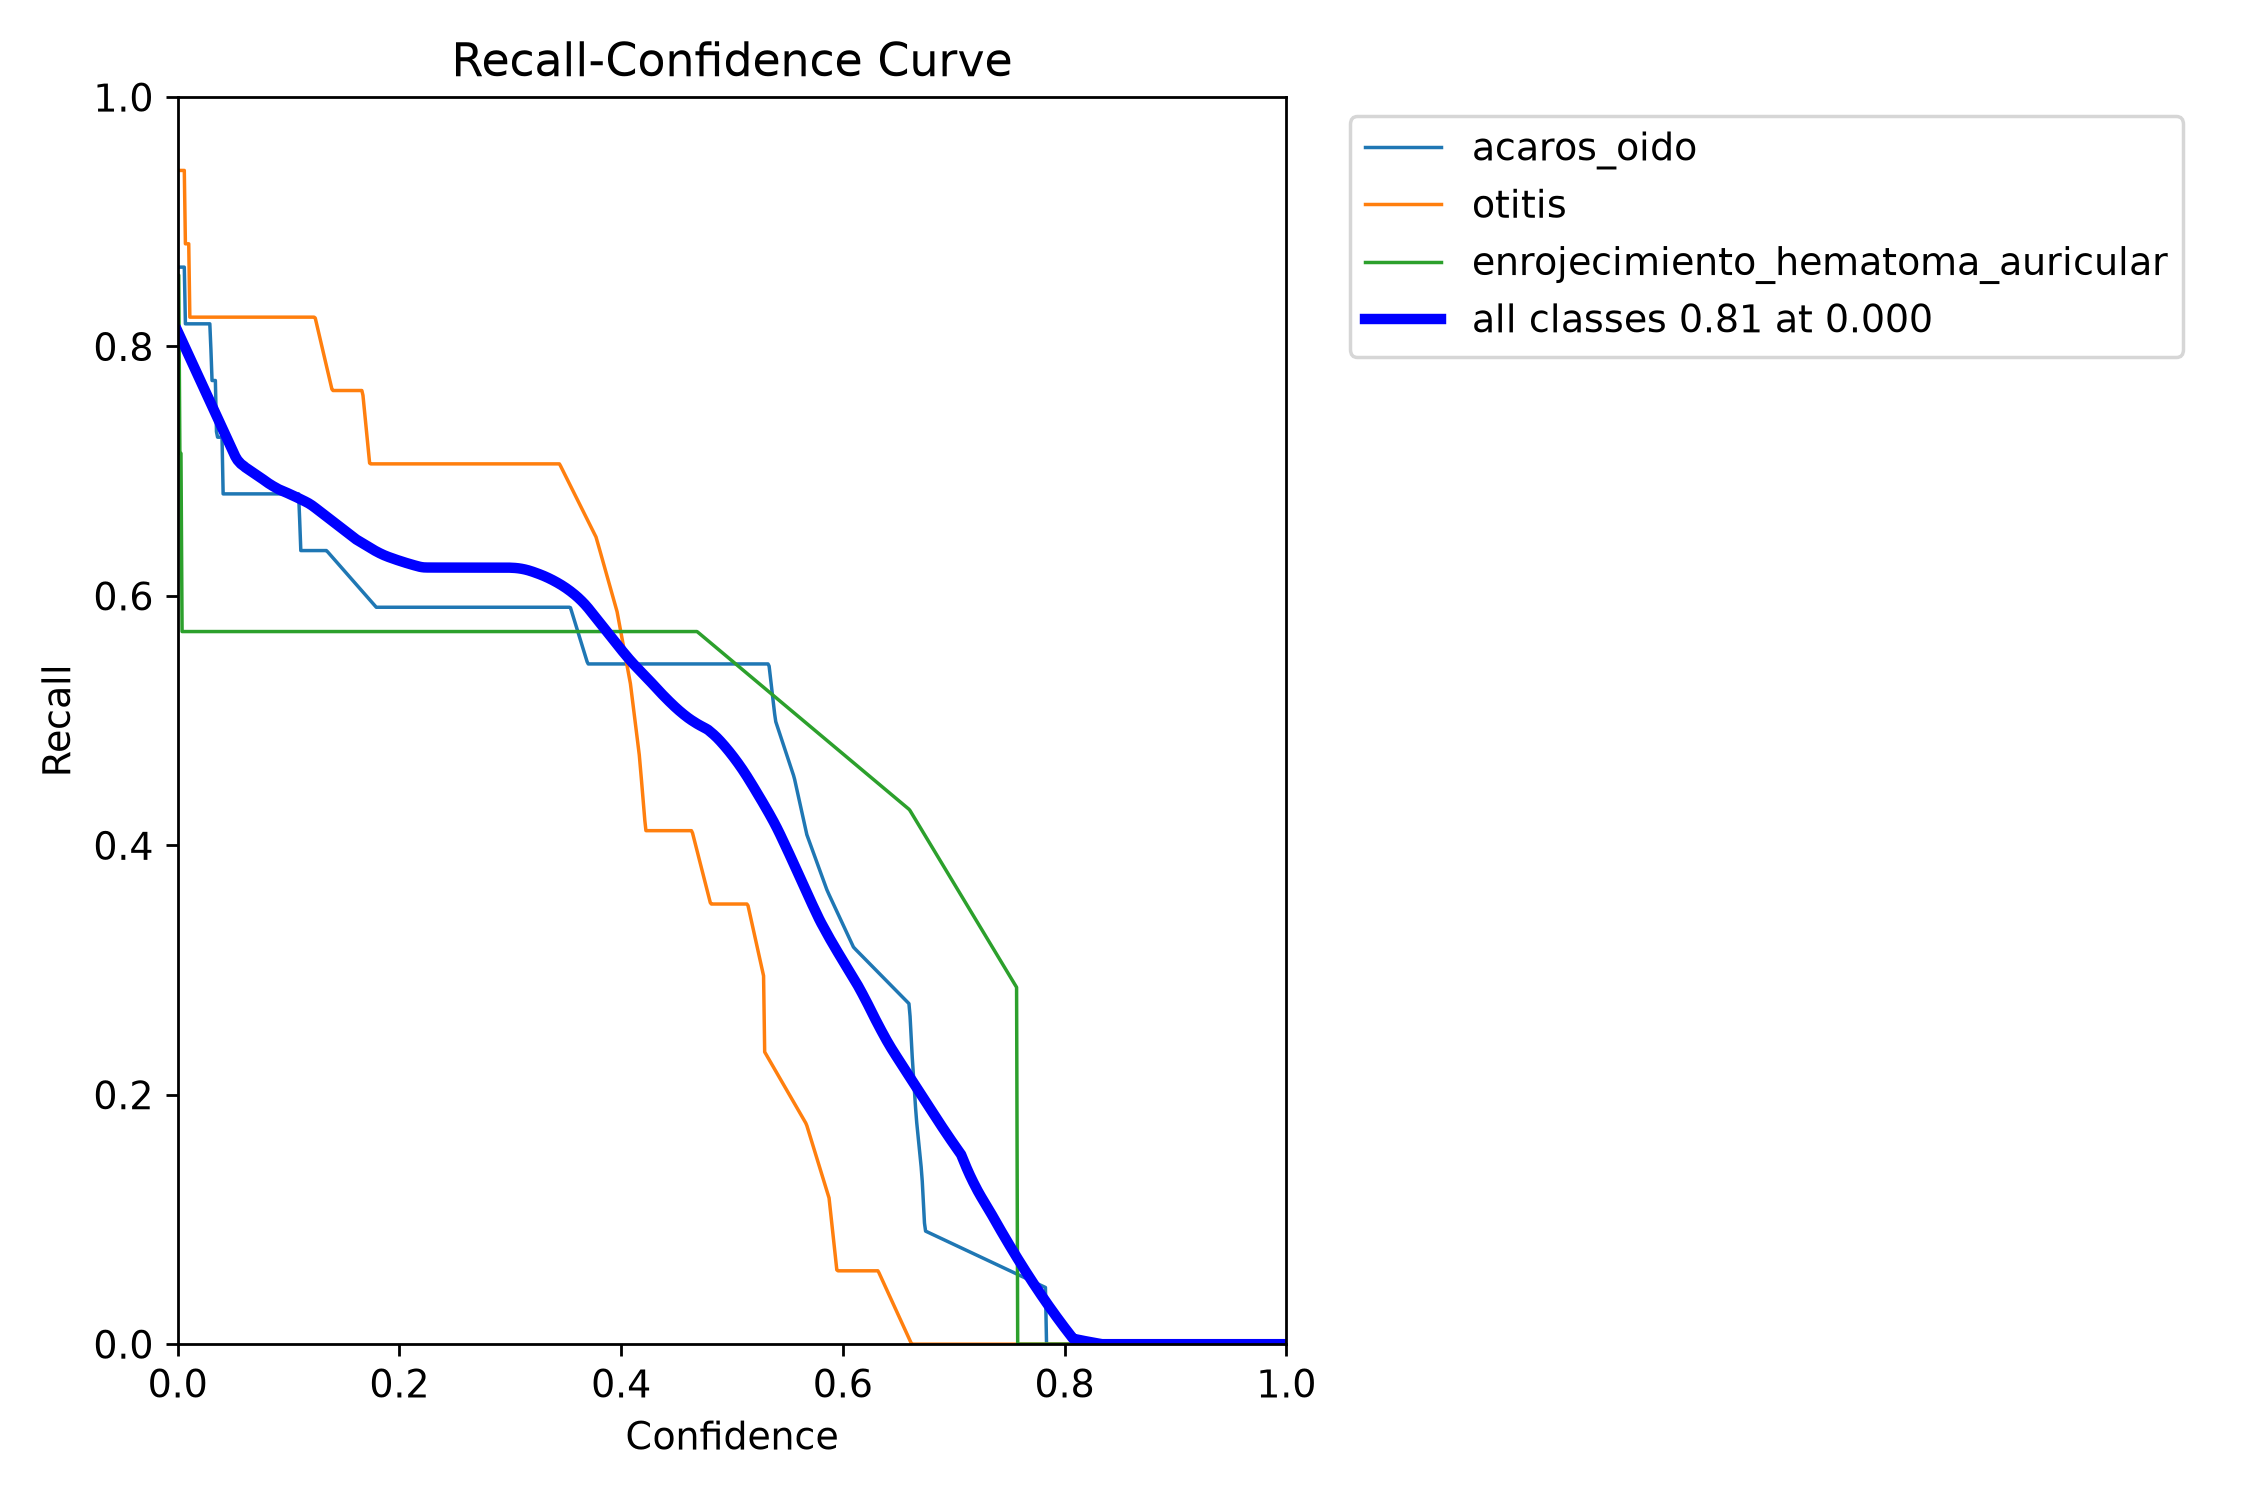 Recall-Confidence Curve
1.0
0.8
0.6
0.4
0.2
0.0
Recall
0.0 0.2 0.4 0.6 0.8 1.0
Confidence
acaros_oido
otitis
enrojecimiento_hematoma_auricular
all classes 0.81 at 0.000